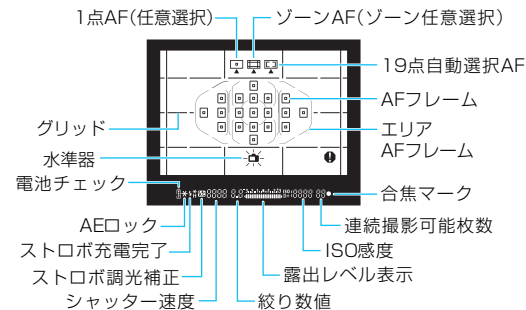 1点AF(任意選択)
ゾーンAF(ゾーン任意選択)
19点自動選択AF
AFフレーム
グリッド
エリア
AFフレーム
水準器
電池チェック
合焦マーク
AEロック
連続撮影可能枚数
ストロボ充電完了
ISO感度
ストロボ調光補正
露出レベル表示
シャッター速度
絞り数値